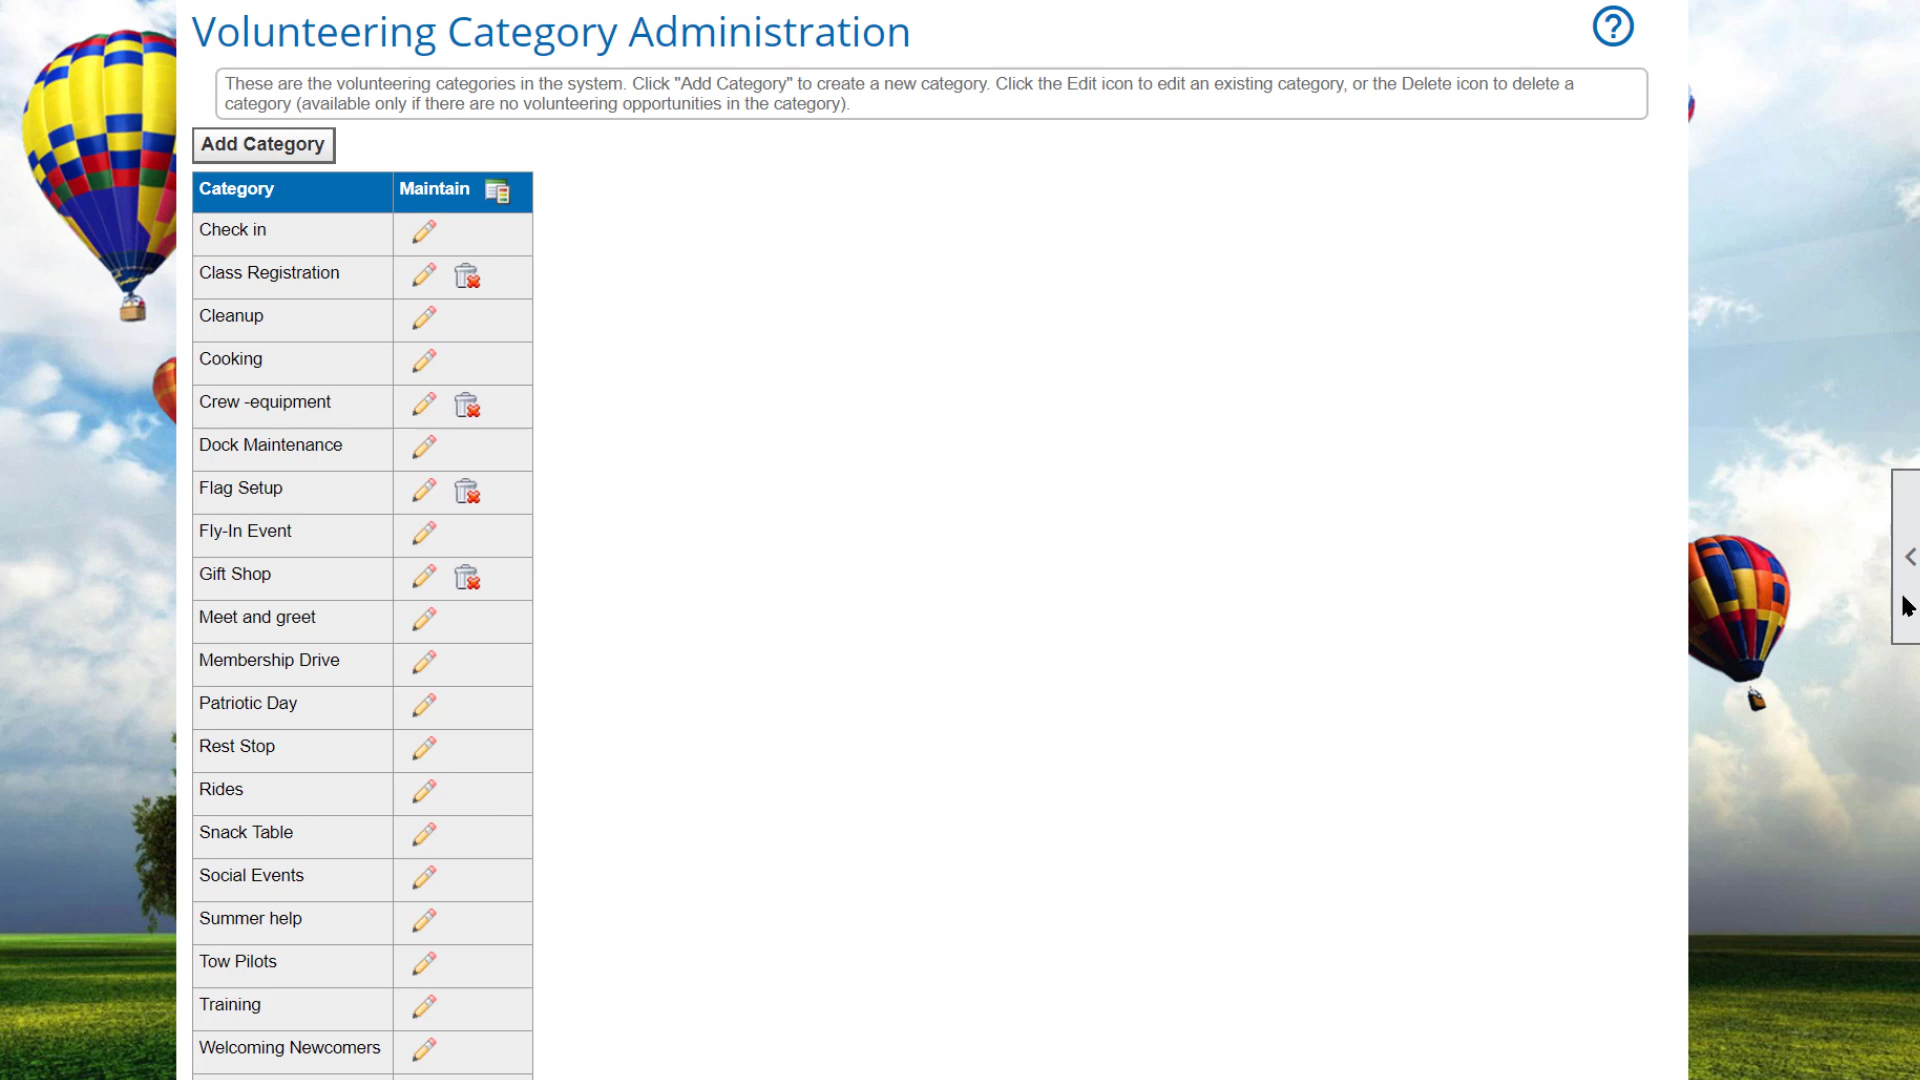 Volunteering Category Administration
These are the volunteering categories in the system. Click "Add Category" to create a new category. Click the Edit icon to edit an existing category, or the Delete icon to delete a
category (available only if there are no volunteering opportunities in the category).
Add Category
Category Maintain
Check in
Class Registration
Cleanup
Cooking
Crew -equipment
Dock Maintenance
Flag Setup
Fly-In Event
Gift Shop
Meet and greet
Membership Drive
Patriotic Day
Rest Stop
Rides
Snack Table
Social Events
Summer help
Tow Pilots
Training
Welcoming Newcomers